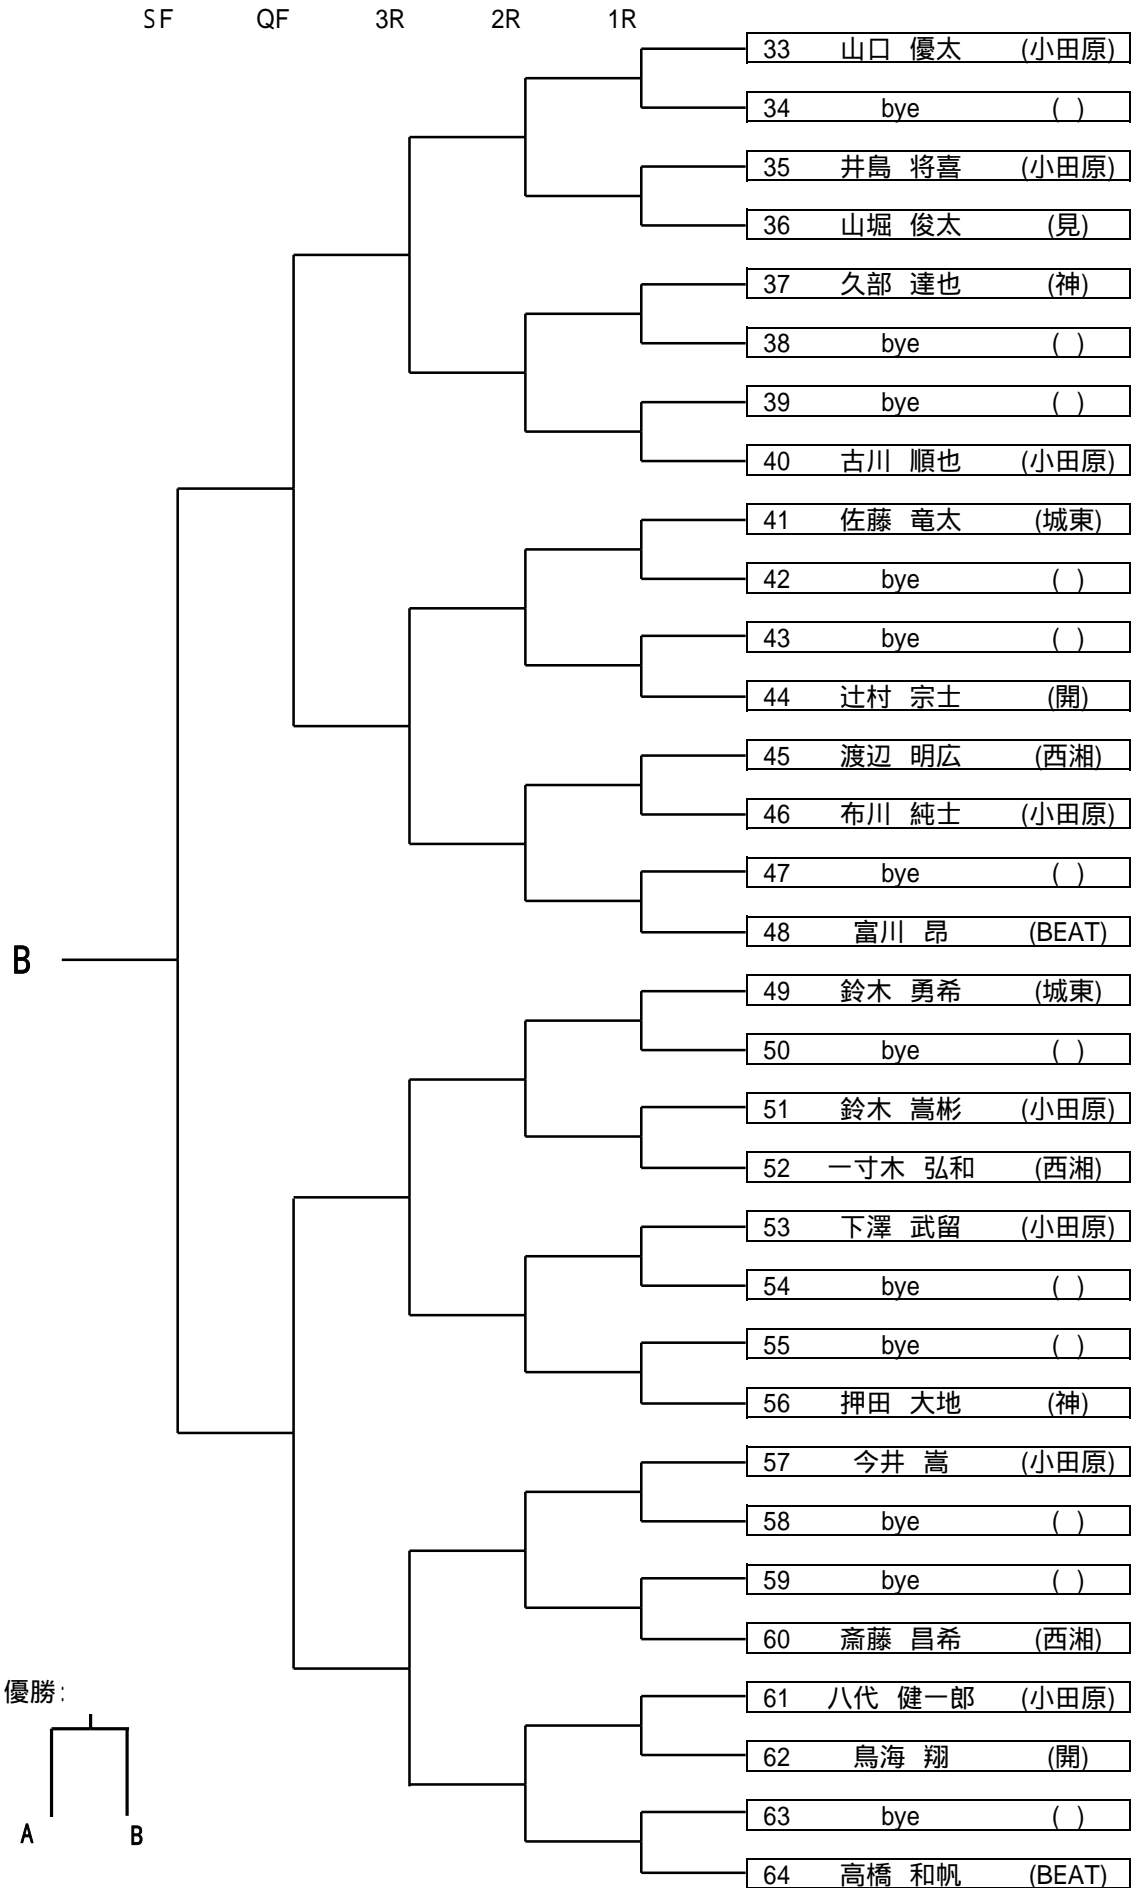 SF QF 3R 2R 1R
33 山口 優太 (小田原)
34 bye ( )
35 井島 将喜 (小田原)
36 山堀 俊太 (見)
37 久部 達也 (神)
38 bye ( )
39 bye ( )
40 古川 順也 (小田原)
41 佐藤 竜太 (城東)
42 bye ( )
43 bye ( )
44 辻村 宗士 (開)
45 渡辺 明広 (西湘)
46 布川 純士 (小田原)
47 bye ( )
48 富川 昂 (BEAT)
B
49 鈴木 勇希 (城東)
50 bye ( )
51 鈴木 嵩彬 (小田原)
52 一寸木 弘和 (西湘)
53 下澤 武留 (小田原)
54 bye ( )
55 bye ( )
56 押田 大地 (神)
57 今井 嵩 (小田原)
58 bye ( )
59 bye ( )
60 斎藤 昌希 (西湘)
優勝:
61 八代 健一郎 (小田原)
62 鳥海 翔 (開)
63 bye ( )
A B
64 高橋 和帆 (BEAT)